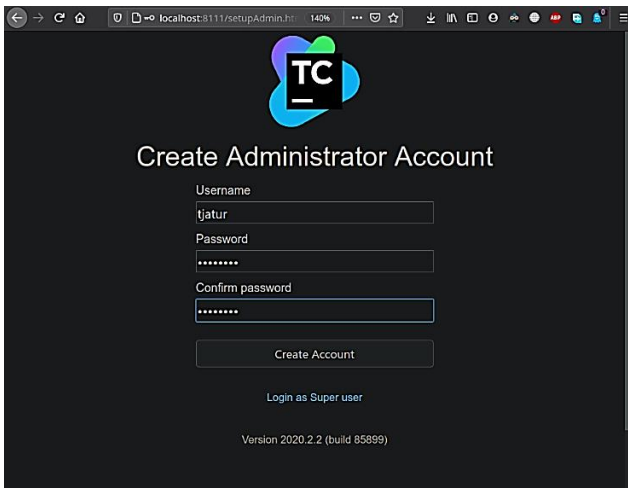 localhost:8111/setupAdmin.ht 140%
TC
Create Administrator Account
Username
tjatur
Password
••••••••
Confirm password
••••••••
Create Account
Login as Super user
Version 2020.2.2 (build 85899)